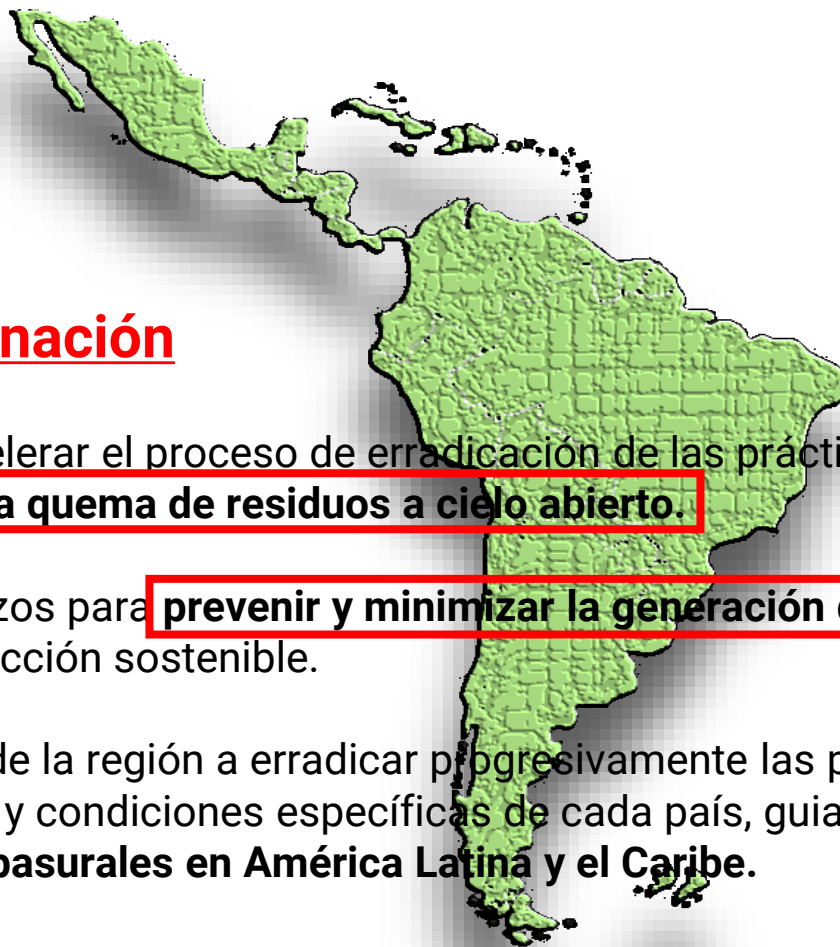 nación
elerar el proceso de erradicación de las prácti
a quema de residuos a cielo abierto.
zos para prevenir y minimizar la generación
cción sostenible.
de la región a erradicar progresivamente las p
y condiciones específicas de cada país, guia
basurales en América Latina y el Caribe.